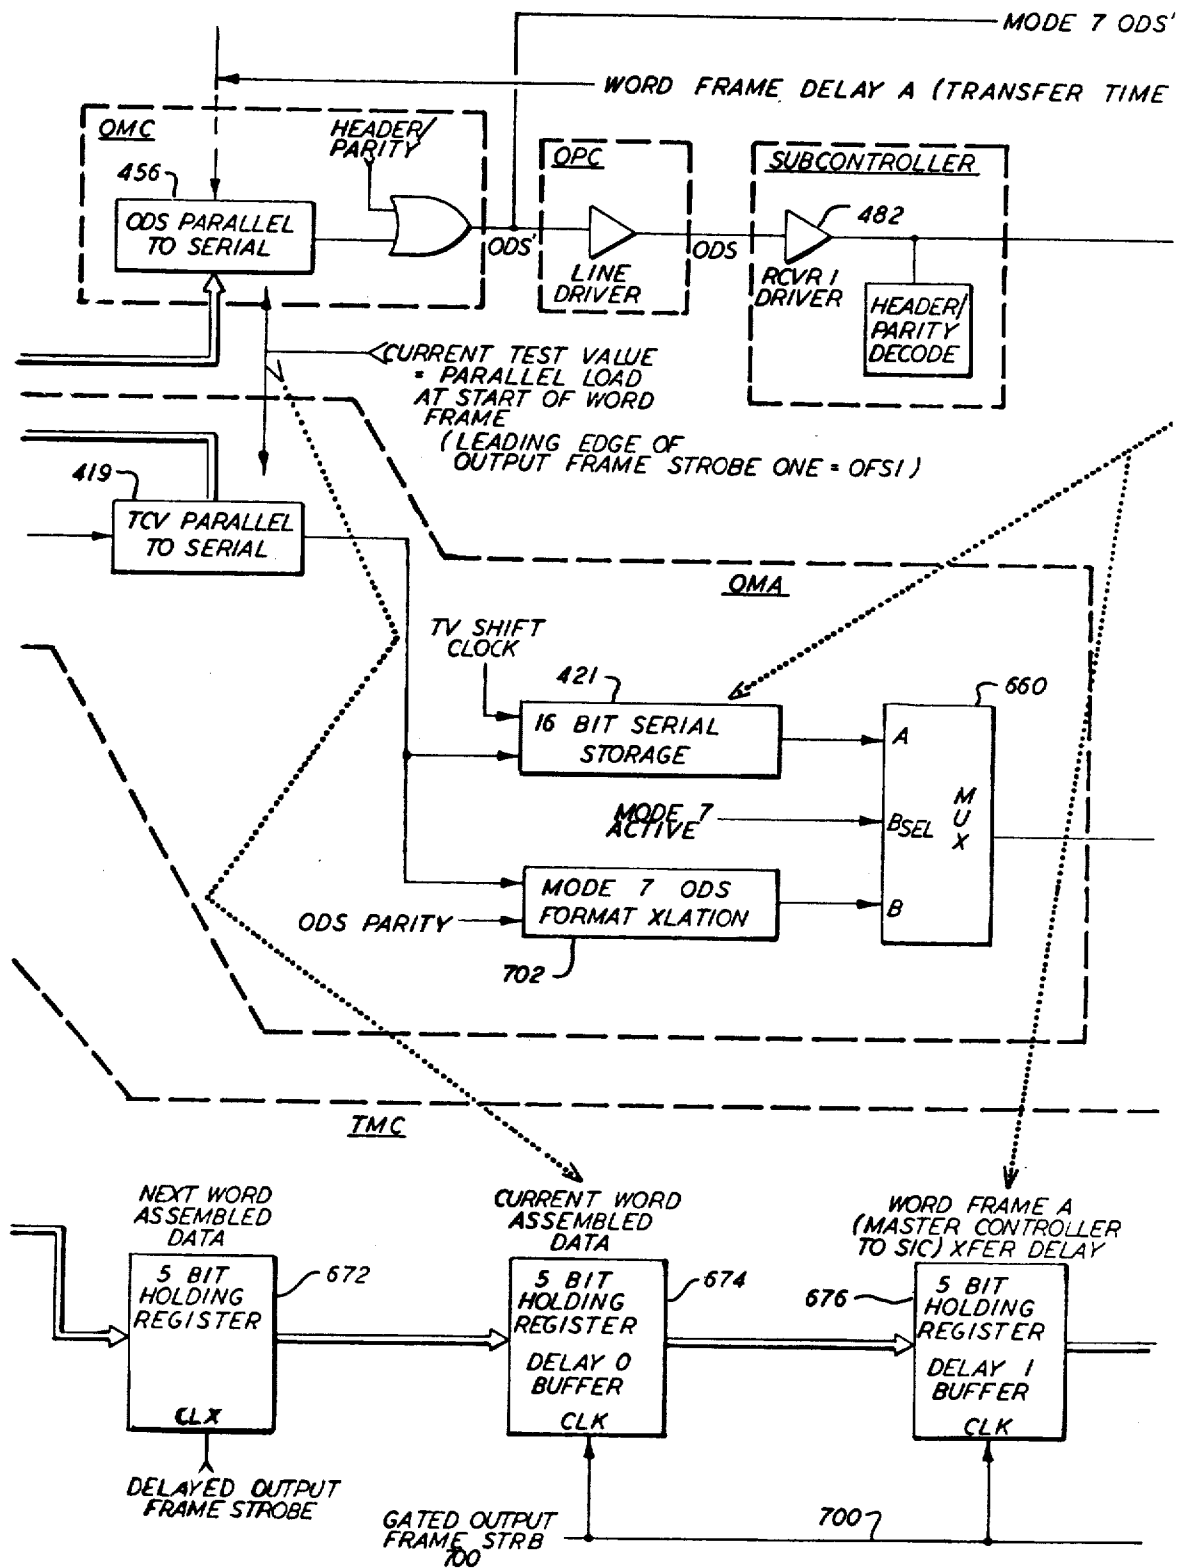 MODE 7 ODS'
WORD FRAME DELAY A (TRANSFER TIME
OMC
HEADER/
PARITY
456
ODS PARALLEL
TO SERIAL
ODS'
OPC
LINE
DRIVER
ODS
SUBCONTROLLER
482
RCVR I
DRIVER
HEADER/
PARITY
DECODE
CURRENT TEST VALUE
= PARALLEL LOAD
AT START OF WORD
FRAME
(LEADING EDGE OF
OUTPUT FRAME STROBE ONE = OFSI)
419
TCV PARALLEL
TO SERIAL
OMA
TV SHIFT
CLOCK
421
16 BIT SERIAL
STORAGE
660
A
MODE 7
ACTIVE
BSEL
MUX
MODE 7 ODS
FORMAT XLATION
B
ODS PARITY
702
TMC
NEXT WORD
ASSEMBLED
DATA
5 BIT
HOLDING
REGISTER
CLX
672
DELAYED OUTPUT
FRAME STROBE
CURRENT WORD
ASSEMBLED
DATA
5 BIT
HOLDING
REGISTER
DELAY 0
BUFFER
CLK
674
WORD FRAME A
(MASTER CONTROLLER
TO SIC) XFER DELAY
676
5 BIT
HOLDING
REGISTER
DELAY 1
BUFFER
CLK
GATED OUTPUT
FRAME STRB
700
700